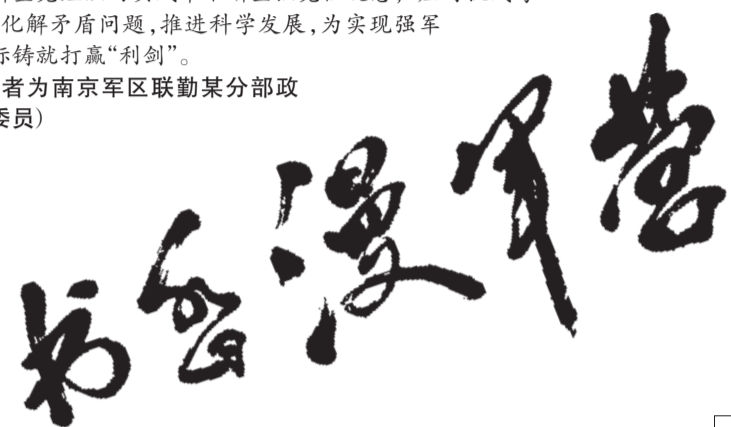 化解矛盾问题,推进科学发展,为实现强军
标铸就打赢“利剑”。
者为南京军区联勤某分部政
委员)
书香漫军营